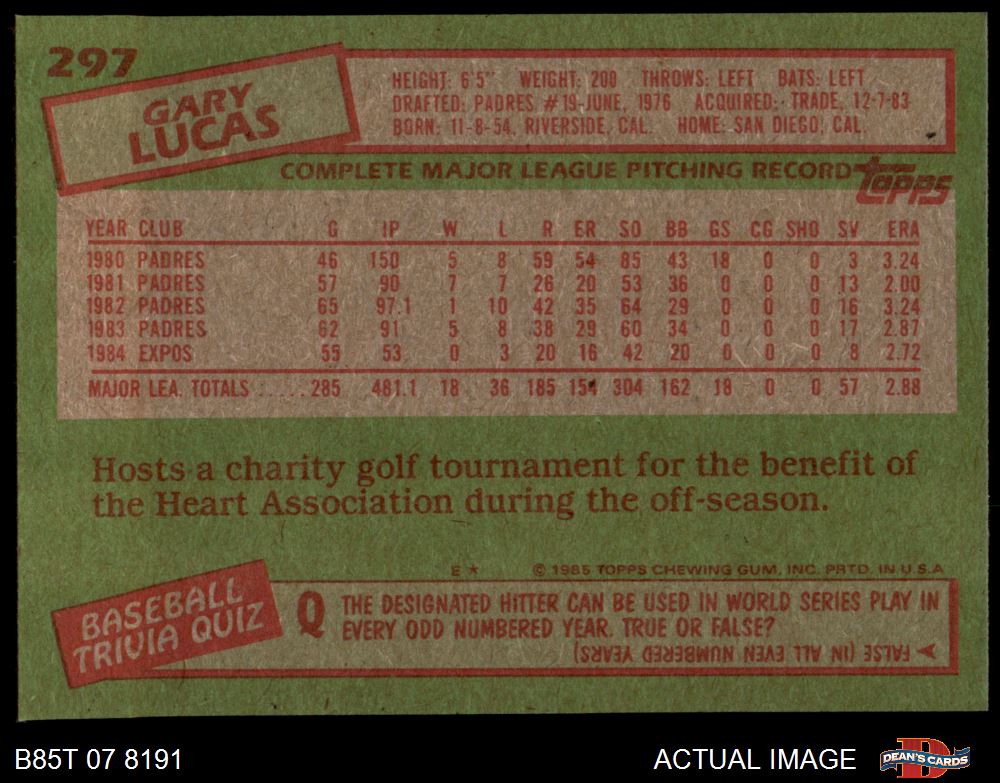 297
GARY
LUCAS
HEIGHT: 6'5" WEIGHT: 200 THROWS: LEFT BATS: LEFT
DRAFTED: PADRES #19-JUNE, 1976 ACQUIRED: TRADE, 12-7-83
BORN: 11-8-54, RIVERSIDE, CAL. HOME: SAN DIEGO, CAL.
COMPLETE MAJOR LEAGUE PITCHING RECORD
Topps
YEAR CLUB G IP W L R ER SO BB GS CG SHO SV ERA
1980 PADRES 46 150 5 8 59 54 85 43 18 0 0 3 3.24
1981 PADRES 57 90 7 7 26 20 53 36 0 0 0 13 2.00
1982 PADRES 65 97.1 1 10 42 35 64 29 0 0 0 16 3.24
1983 PADRES 62 91 5 8 38 29 60 34 0 0 0 17 2.87
1984 EXPOS 55 53 0 3 20 16 42 20 0 0 0 8 2.72
MAJOR LEA. TOTALS ..... 285 481.1 18 36 185 154 304 162 18 0 0 57 2.88
Hosts a charity golf tournament for the benefit of
the Heart Association during the off-season.
E * © 1985 TOPPS CHEWING GUM, INC. PRTD. IN U.S.A
BASEBALL
TRIVIA QUIZ
Q THE DESIGNATED HITTER CAN BE USED IN WORLD SERIES PLAY IN
EVERY ODD NUMBERED YEAR. TRUE OR FALSE?
FALSE (IN ALL EVEN NUMBERED YEARS)
B85T 07 8191
ACTUAL IMAGE
D
DEAN'S CARDS